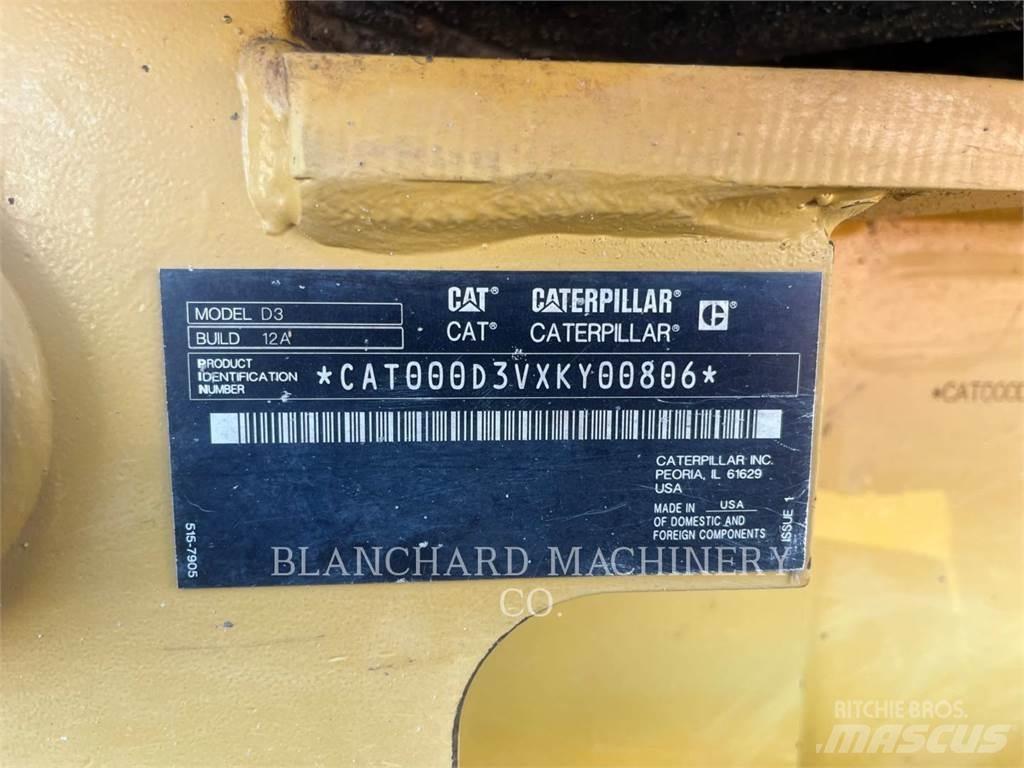 MODEL D3
BUILD 12A
CAT® CATERPILLAR®
CAT® CATERPILLAR® C®
PRODUCT
IDENTIFICATION
NUMBER
*CAT000D3VXKY00806*
CATERPILLAR INC.
PEORIA, IL 61629
USA
MADE IN USA
OF DOMESTIC AND
FOREIGN COMPONENTS
ISSUE 1
515-7905
*CAT000D
BLANCHARD MACHINERY
CO.
RITCHIE BROS.
MASCUS